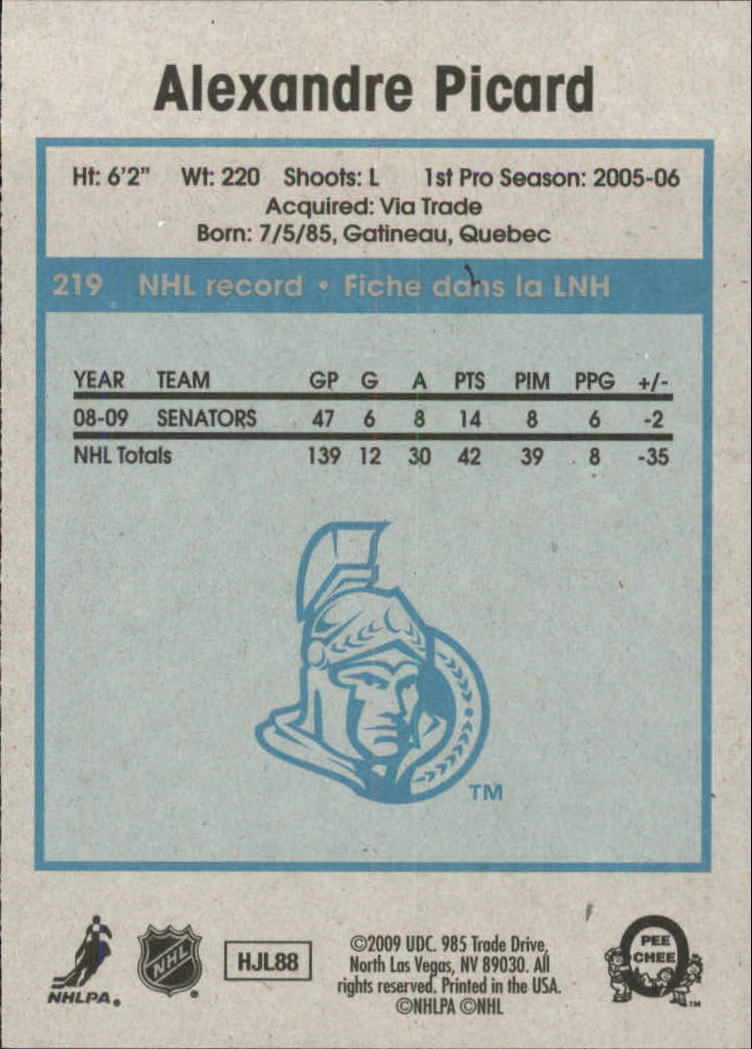 Alexandre Picard
Ht: 6'2" Wt: 220 Shoots: L 1st Pro Season: 2005-06
Acquired: Via Trade
Born: 7/5/85, Gatineau, Quebec
219 NHL record • Fiche dans la LNH
YEAR TEAM GP G A PTS PIM PPG +/-
08-09 SENATORS 47 6 8 14 8 6 -2
NHL Totals 139 12 30 42 39 8 -35
TM
NHLPA®
NHL®
HJL88
©2009 UDC. 985 Trade Drive,
North Las Vegas, NV 89030. All
rights reserved. Printed in the USA.
©NHLPA ©NHL
O
PEE
CHEE
TM